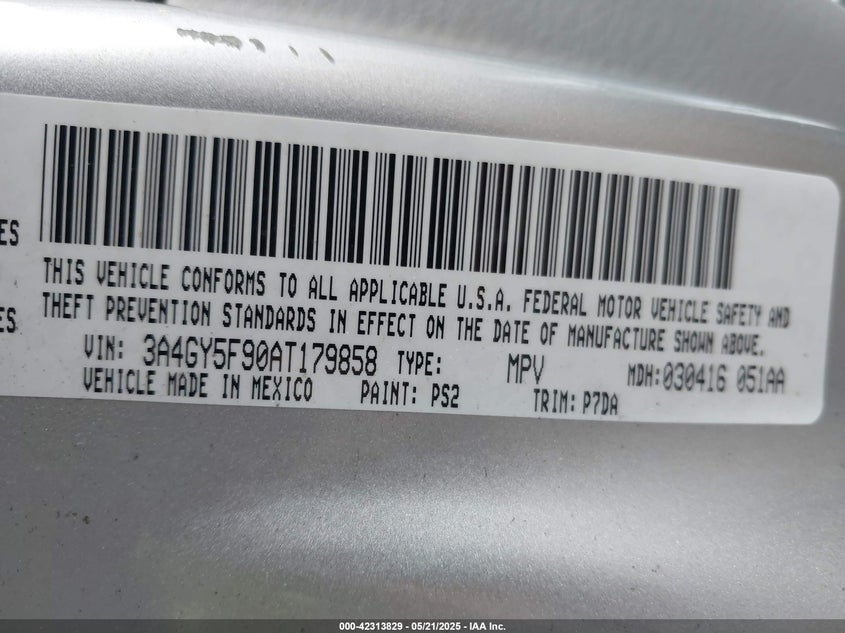 ES
ES
THIS VEHICLE CONFORMS TO ALL APPLICABLE U.S.A. FEDERAL MOTOR VEHICLE SAFETY AND
THEFT PREVENTION STANDARDS IN EFFECT ON THE DATE OF MANUFACTURE SHOWN ABOVE.
VIN: 3A4GY5F90AT179858 TYPE: MPV MDH:030416 051AA
VEHICLE MADE IN MEXICO PAINT: PS2 TRIM: P7DA
000-42313829 - 05/21/2025 - IAA Inc.